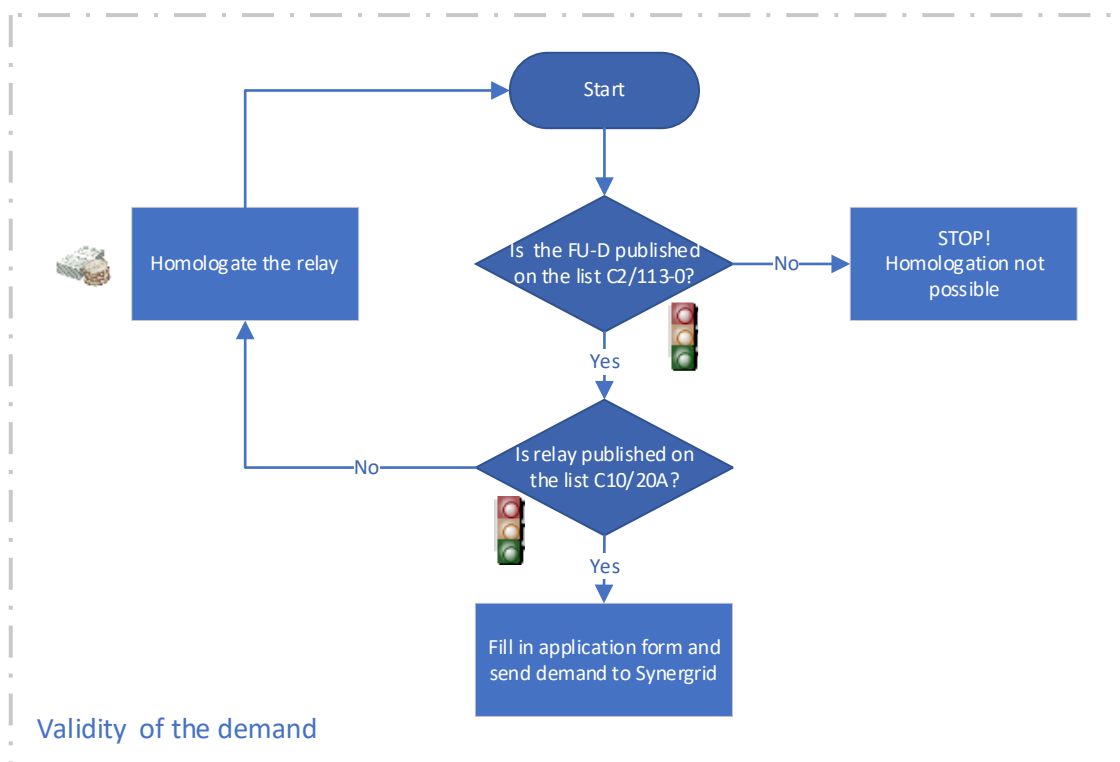 Start
Homologate the relay
Is the FU-D published
on the list C2/113-0?
No
STOP!
Homologation not
possible
Yes
Is relay published on
the list C10/20A?
No
Yes
Fill in application form and
send demand to Synergrid
Validity of the demand